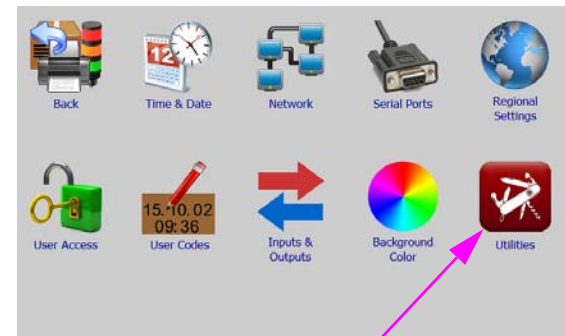 12
Back
Time & Date
Network
Serial Ports
Regional
Settings
15.10.02
09:36
User Access
User Codes
Inputs &
Outputs
Background
Color
Utilities